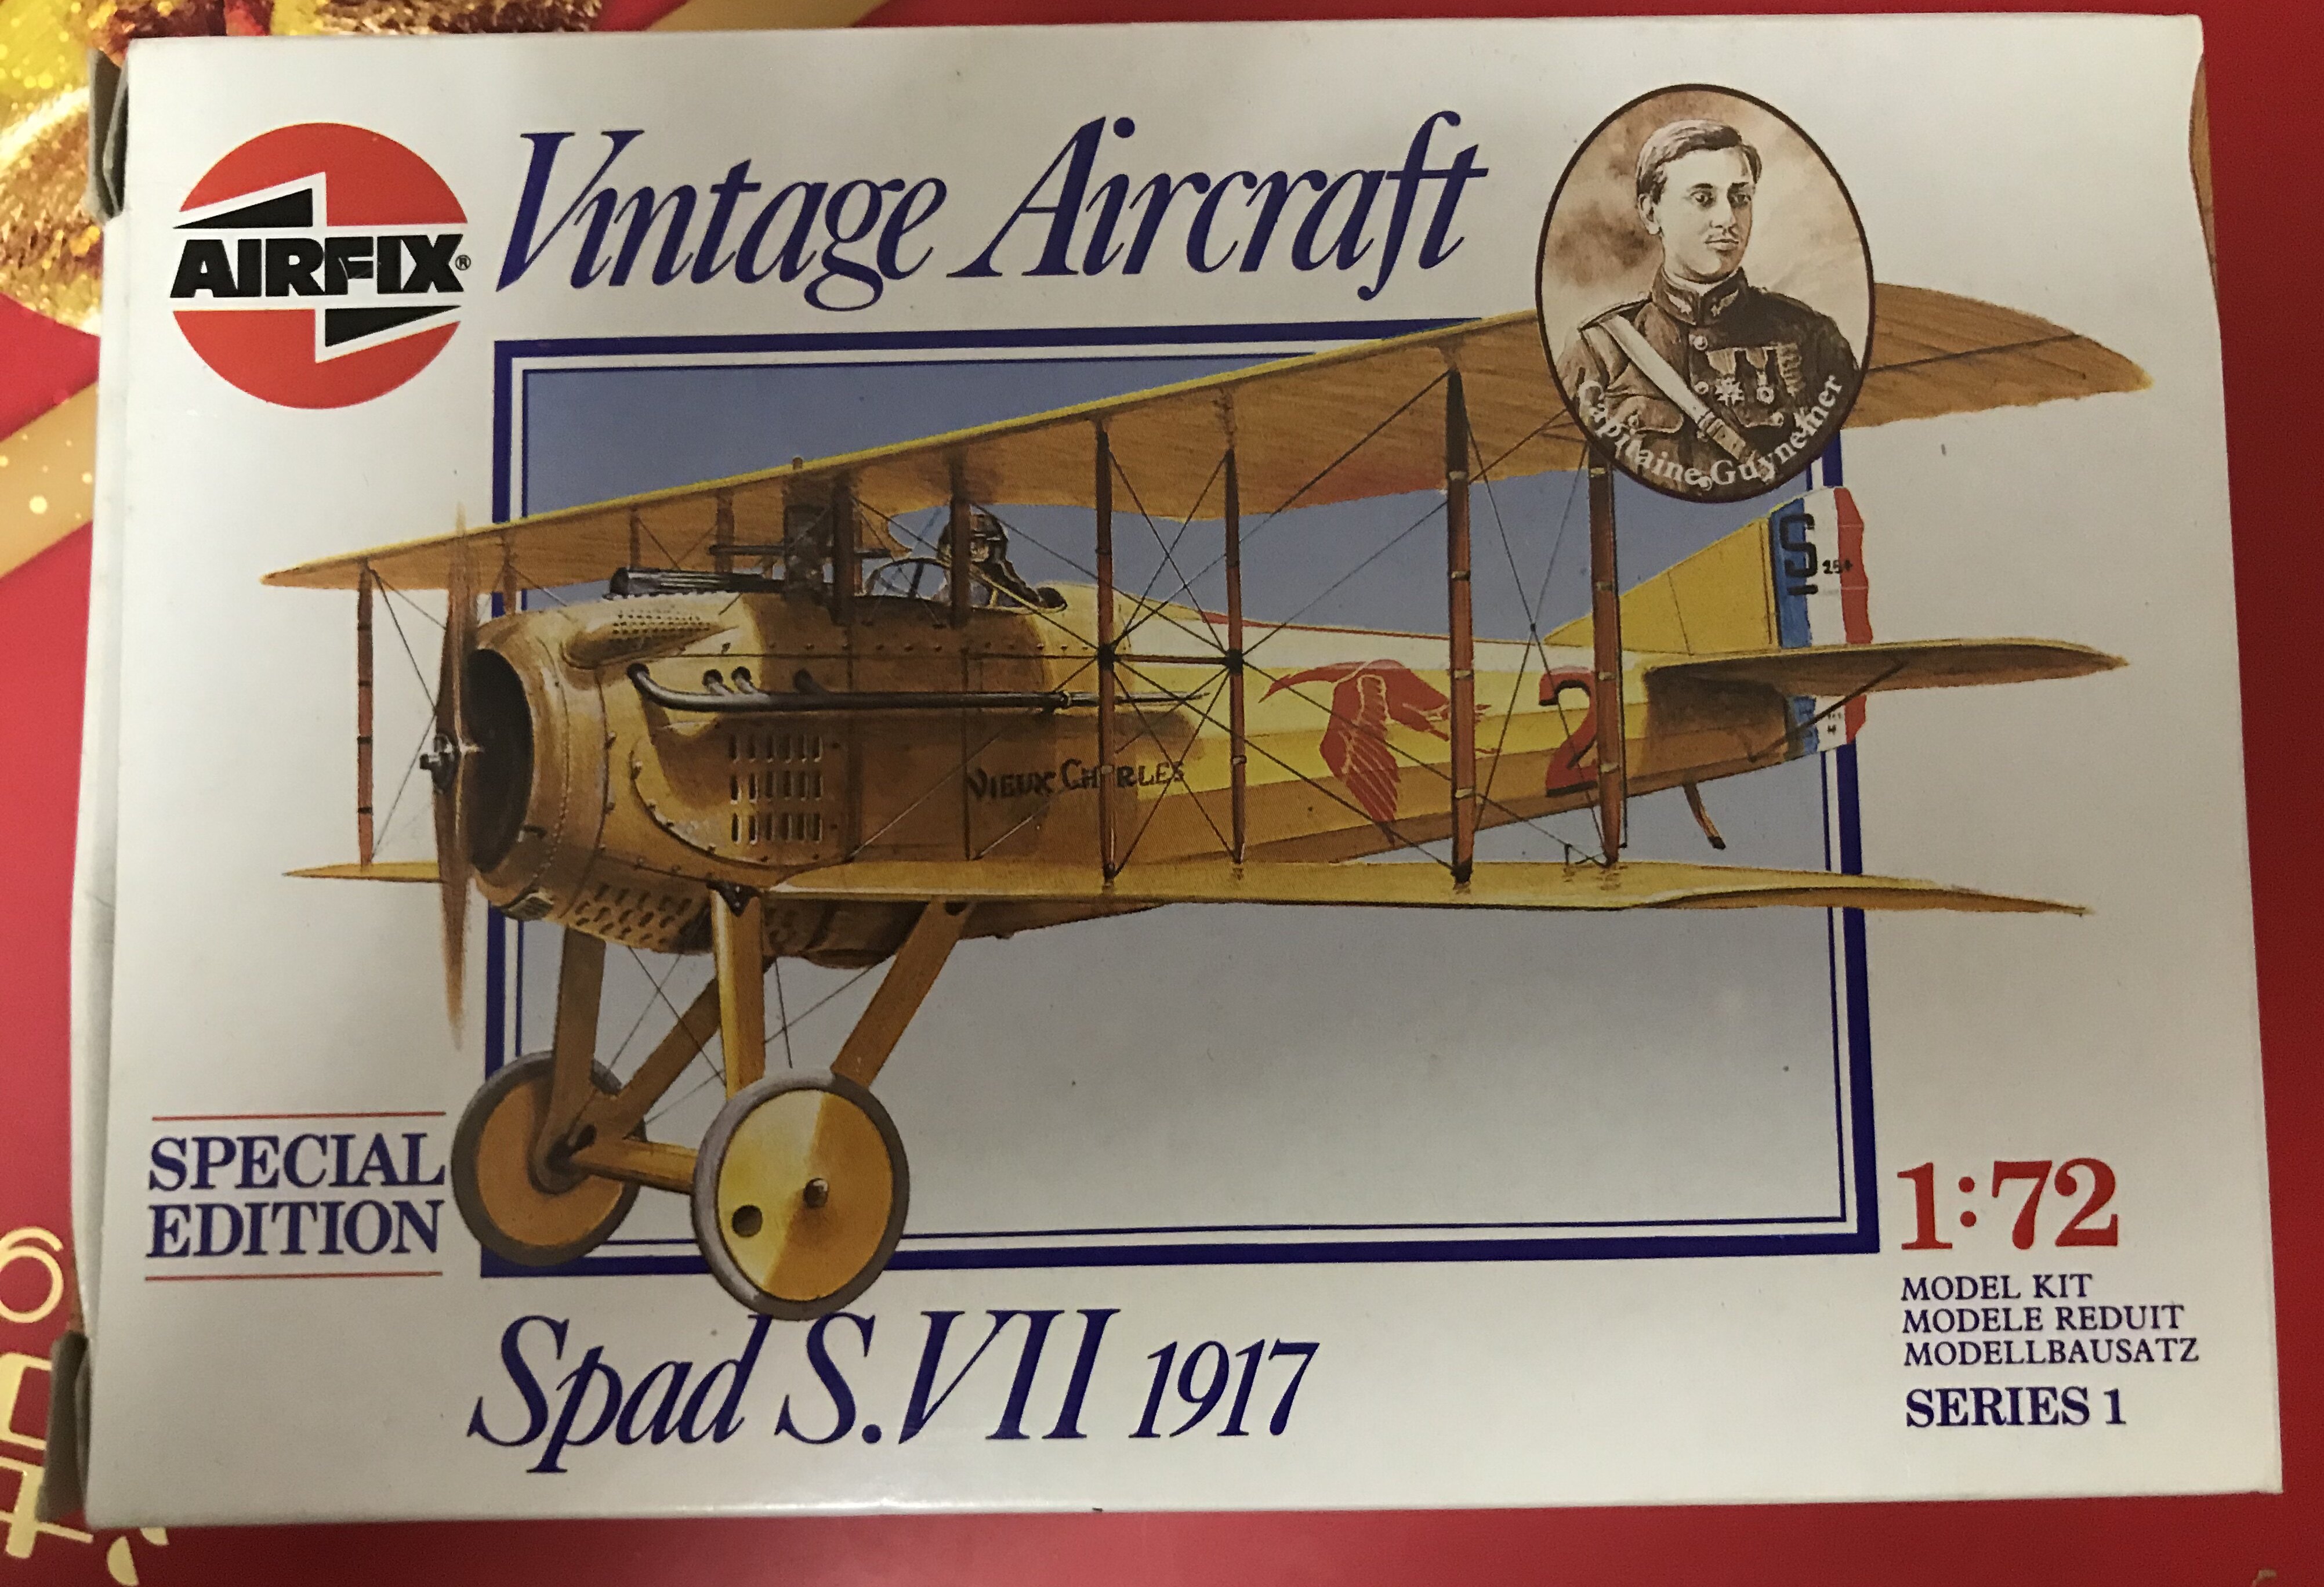 AIRFIX®
Vintage Aircraft
Capitaine Guynemer
S
254
VIEUX CHARLES
2
SPECIAL
EDITION
1:72
MODEL KIT
MODELE REDUIT
MODELLBAUSATZ
SERIES 1
Spad S.VII 1917